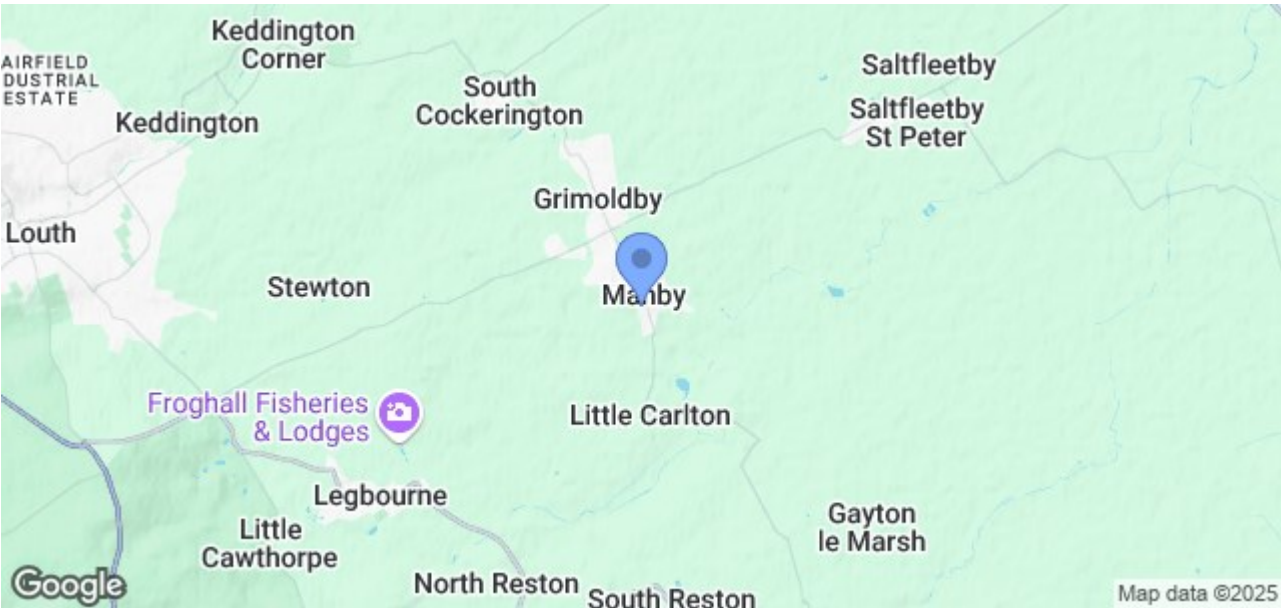 Keddington
Corner
AIRFIELD
DUSTRIAL
ESTATE
Saltfleetby
South
Cockerington
Saltfleetby
St Peter
Keddington
Grimoldby
Louth
Stewton
Manby
Froghall Fisheries
& Lodges
Little Carlton
Legbourne
Gayton
le Marsh
Little
Cawthorpe
North Reston
South Reston
Google
Map data ©2025